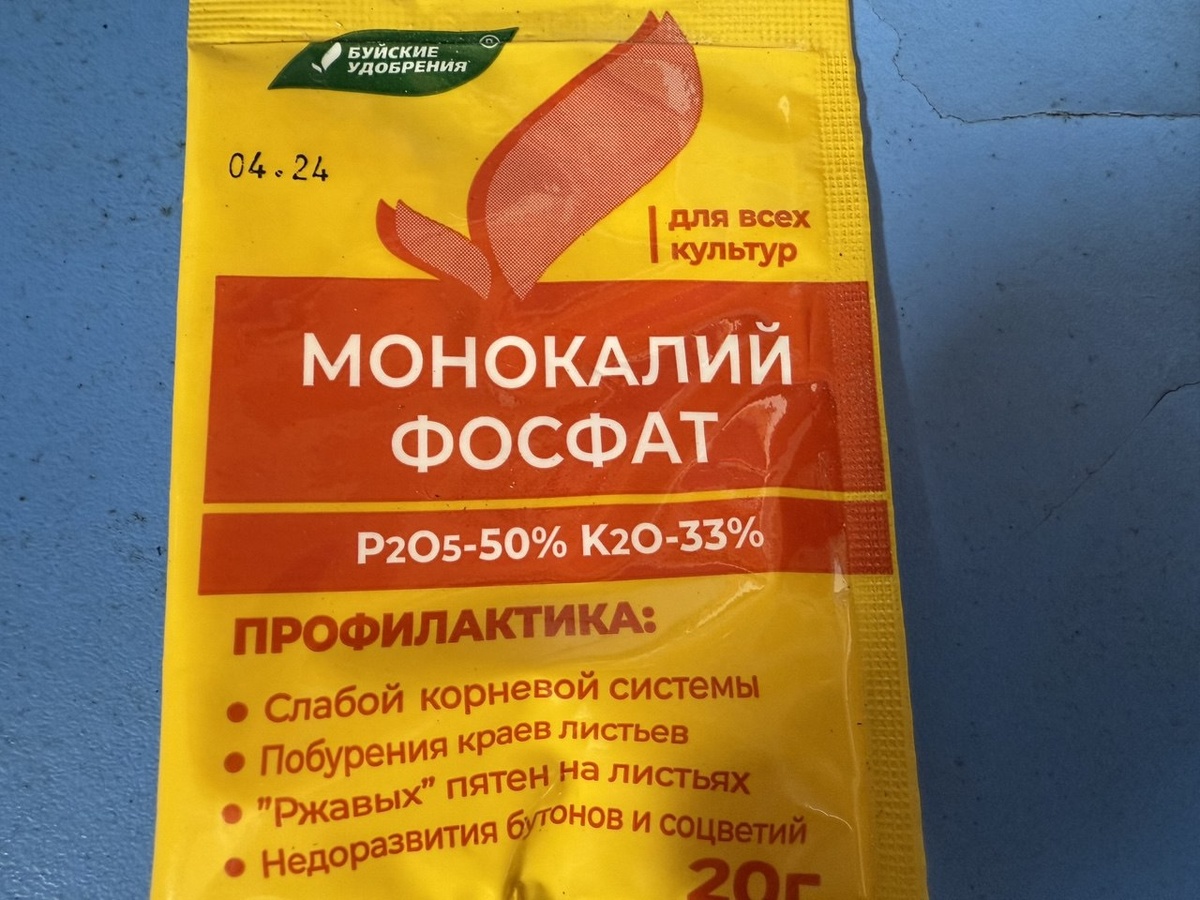 БУЙСКИЕ
УДОБРЕНИЯ
04.24
для всех
культур
МОНОКАЛИЙ
ФОСФАТ
P2O5-50% K2O-33%
ПРОФИЛАКТИКА:
• Слабой корневой системы
• Побурения краев листьев
• "Ржавых” пятен на листьях
• Недоразвития бутонов и соцветий
20г